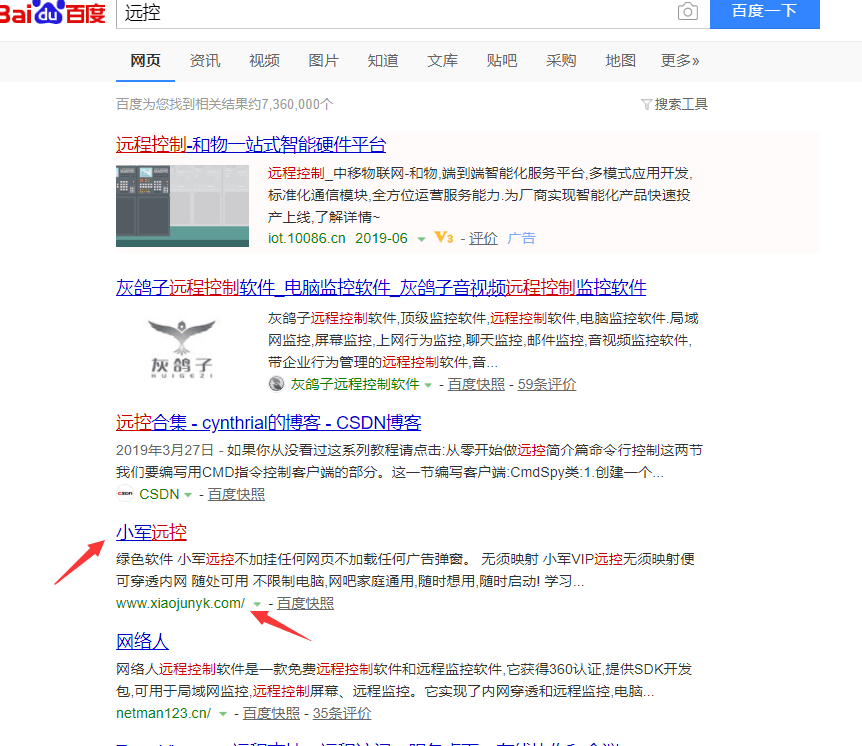 Bai du 百度 远控 百度一下
网页 资讯 视频 图片 知道 文库 贴吧 采购 地图 更多»
百度为您找到相关结果约7,360,000个 搜索工具
远程控制-和物一站式智能硬件平台
远程控制_中移物联网-和物,端到端智能化服务平台,多模式应用开发,
标准化通信模块,全方位运营服务能力.为厂商实现智能化产品快速投
产上线,了解详情~
iot.10086.cn 2019-06 V3 - 评价 广告
灰鸽子远程控制软件_电脑监控软件_灰鸽子音视频远程控制监控软件
灰鸽子
HUIGEZI
灰鸽子远程控制软件,顶级监控软件,远程控制软件,电脑监控软件.局域
网监控,屏幕监控,上网行为监控,聊天监控,邮件监控,音视频监控软件,
带企业行为管理的远程控制软件,音...
灰鸽子远程控制软件 - 百度快照 - 59条评价
远控合集 - cynthrial的博客 - CSDN博客
2019年3月27日 - 如果你从没看过这系列教程请点击:从零开始做远控简介篇命令行控制这两节
我们要编写用CMD指令控制客户端的部分。这一节编写客户端:CmdSpy类:1.创建一个...
CSDN CSDN - 百度快照
小军远控
绿色软件 小军远控不加挂任何网页不加载任何广告弹窗。 无须映射 小军VIP远控无须映射便
可穿透内网 随处可用 不限制电脑,网吧家庭通用,随时想用,随时启动! 学习...
www.xiaojunyk.com/ - 百度快照
网络人
网络人远程控制软件是一款免费远程控制软件和远程监控软件,它获得360认证,提供SDK开发
包,可用于局域网监控,远程控制屏幕、远程监控。它实现了内网穿透和远程监控,电脑...
netman123.cn/ - 百度快照 - 35条评价